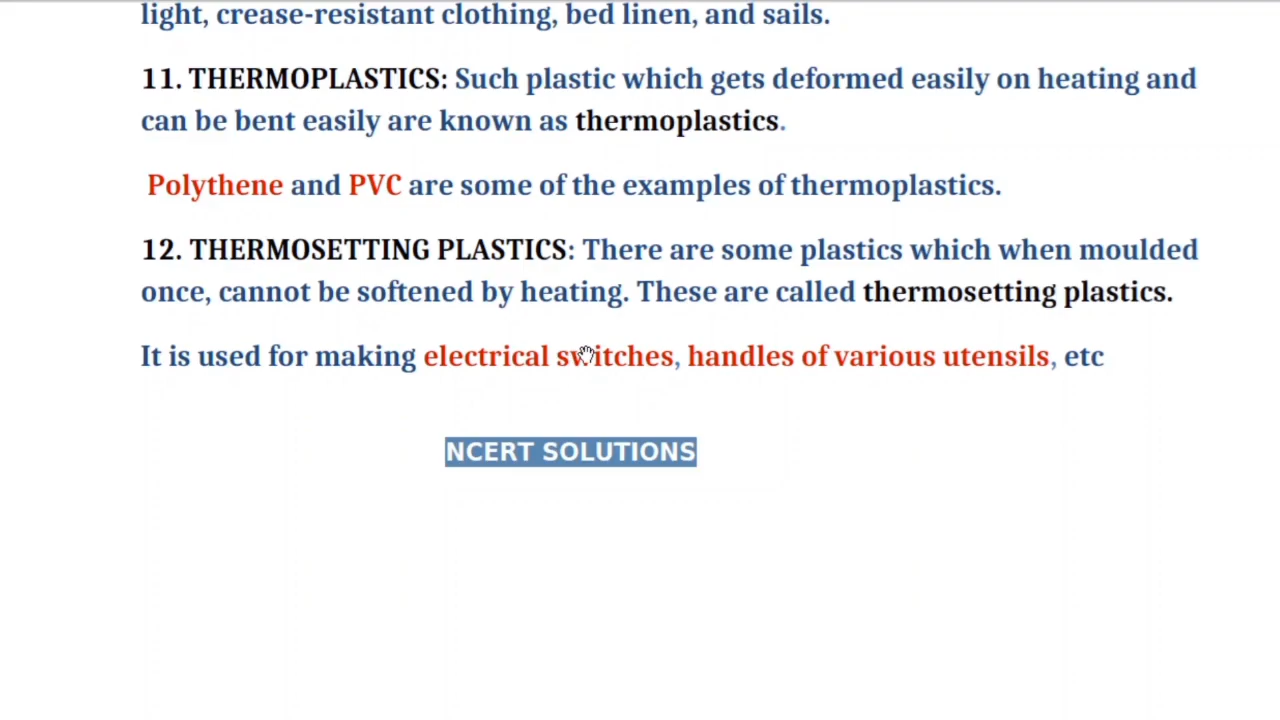 light, crease-resistant clothing, bed linen, and sails.
11. THERMOPLASTICS: Such plastic which gets deformed easily on heating and
can be bent easily are known as thermoplastics.
Polythene and PVC are some of the examples of thermoplastics.
12. THERMOSETTING PLASTICS: There are some plastics which when moulded
once, cannot be softened by heating. These are called thermosetting plastics.
It is used for making electrical switches, handles of various utensils, etc
NCERT SOLUTIONS